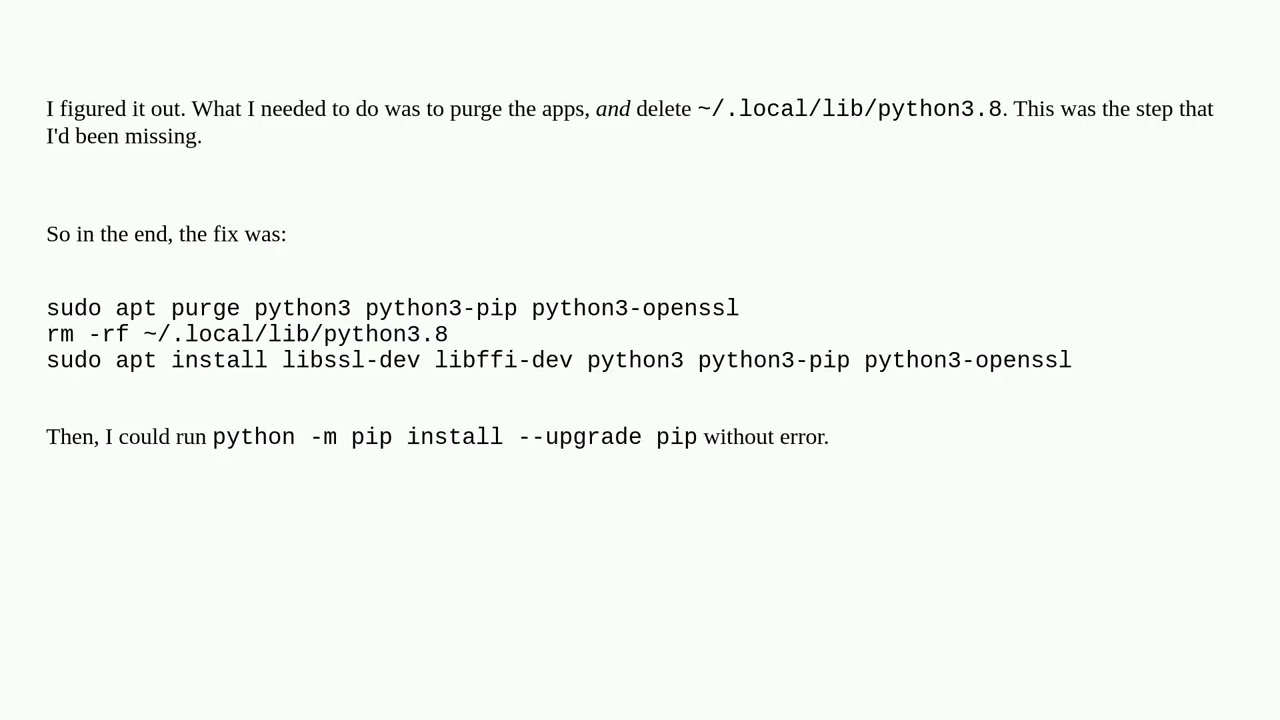 I figured it out. What I needed to do was to purge the apps, and delete ~/.local/lib/python3.8. This was the step that
I'd been missing.
So in the end, the fix was:
sudo apt purge python3 python3-pip python3-openssl
rm -rf ~/.local/lib/python3.8
sudo apt install libssl-dev libffi-dev python3 python3-pip python3-openssl
Then, I could run python -m pip install --upgrade pip without error.